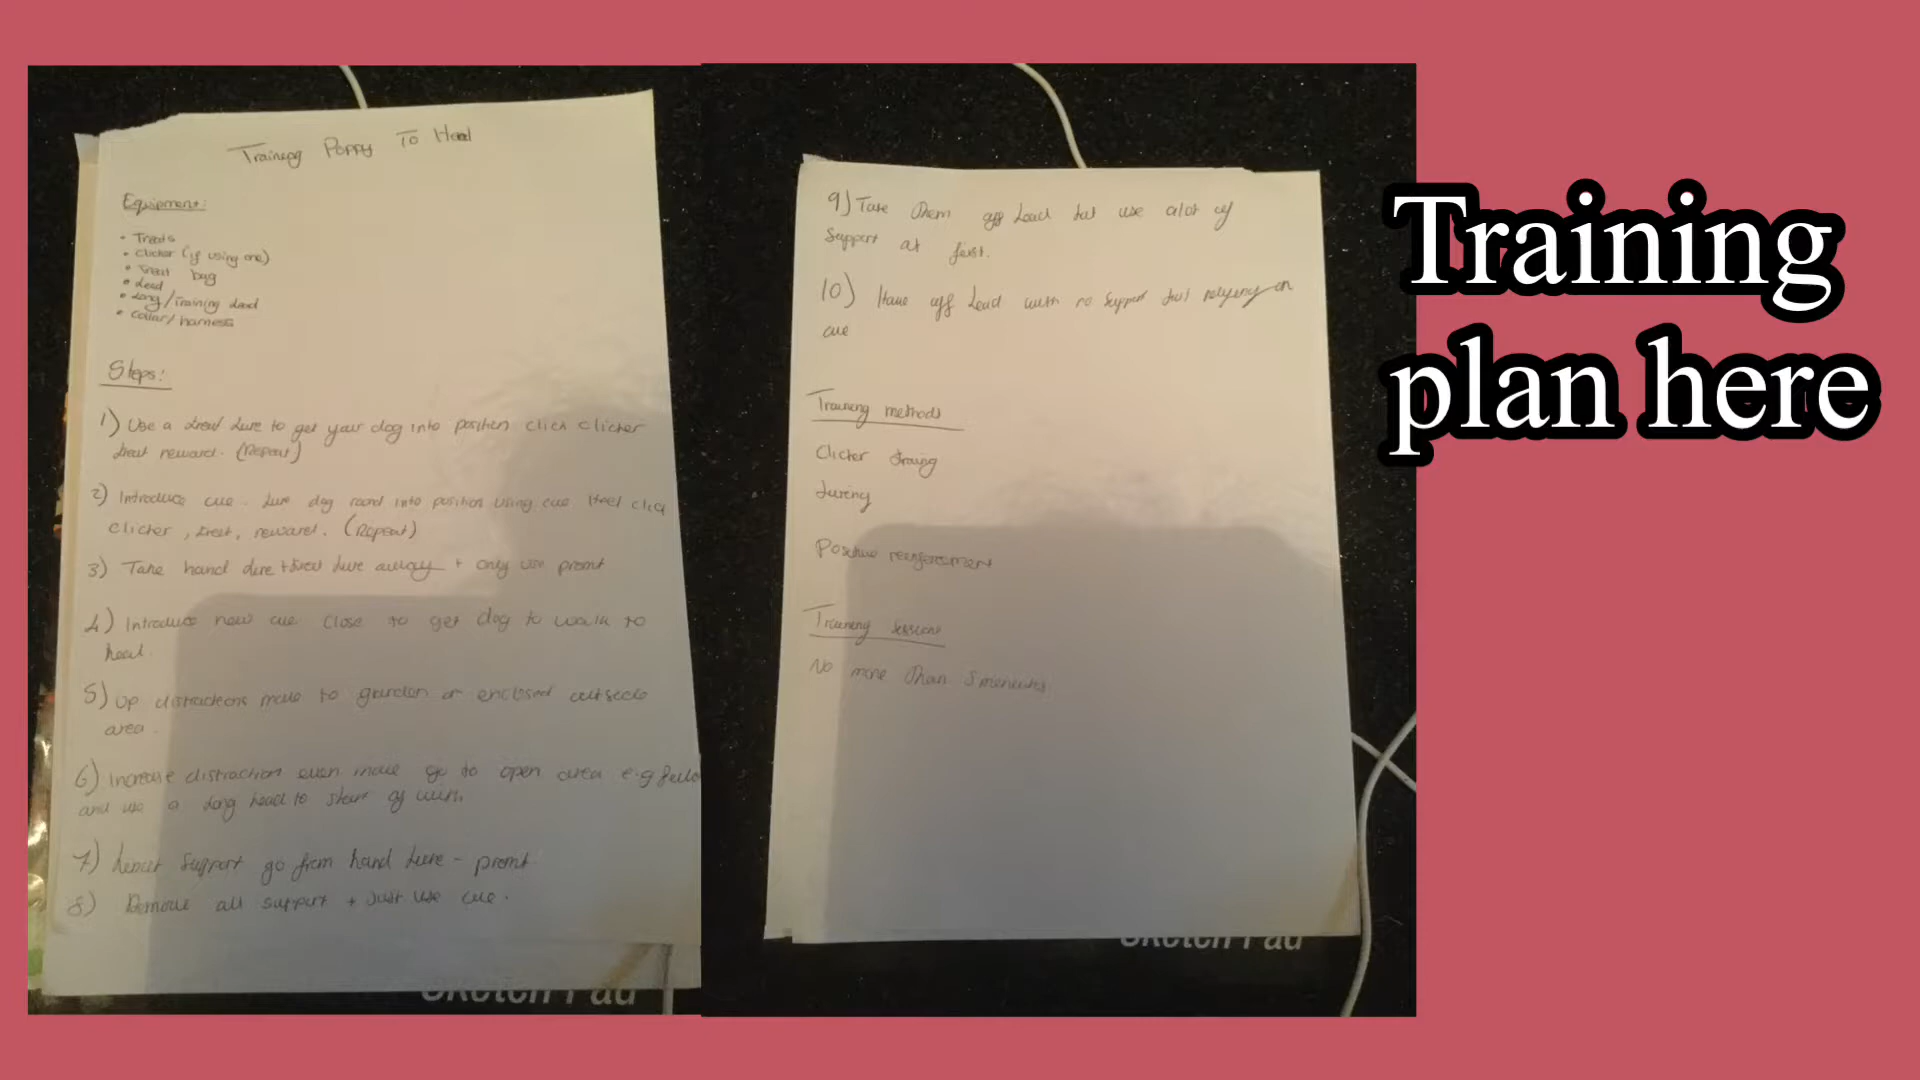 Training Poppy To Heel
Equipment:
• Treats
• Clicker (if using one)
• Treat bag
• Lead
• Long/Training Lead
• Collar/harness
Steps:
1) Use a treat lure to get your dog into position click clicker
treat reward. (Repeat)
2) Introduce cue. Lure dog round into position using cue Heel click
clicker, treat, reward. (Repeat)
3) Take hand lure + treat lure away + only use promt
4) Introduce new cue close to get dog to walk to
heel.
5) Up distractions move to garden or enclosed outside
area.
6) Increase distraction even more go to open area e.g field
and use a long lead to start of with.
7) support go from hand lure - promt
8) Remove all support + Just use cue.
9) Take them off lead but use alot of
support at first.
10) Have off Lead with no support but relying on
cue
Training methods
Clicker
Luring
Positive
Training sessions
No more than 5
Sketch Pad
Sketch Pad
Training
plan here